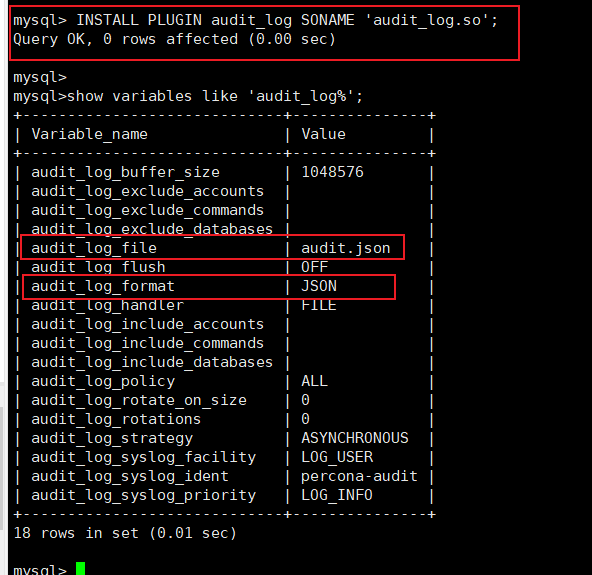 mysql> INSTALL PLUGIN audit_log SONAME 'audit_log.so';
Query OK, 0 rows affected (0.00 sec)
mysql>
mysql>show variables like 'audit_log%';
+-----------------------------+---------------+
| Variable_name               | Value         |
+-----------------------------+---------------+
| audit_log_buffer_size       | 1048576       |
| audit_log_exclude_accounts  |               |
| audit_log_exclude_commands  |               |
| audit_log_exclude_databases |               |
| audit_log_file              | audit.json    |
| audit_log_flush             | OFF           |
| audit_log_format            | JSON          |
| audit_log_handler           | FILE          |
| audit_log_include_accounts  |               |
| audit_log_include_commands  |               |
| audit_log_include_databases |               |
| audit_log_policy            | ALL           |
| audit_log_rotate_on_size    | 0             |
| audit_log_rotations         | 0             |
| audit_log_strategy          | ASYNCHRONOUS  |
| audit_log_syslog_facility   | LOG_USER      |
| audit_log_syslog_ident      | percona-audit |
| audit_log_syslog_priority   | LOG_INFO      |
+-----------------------------+---------------+
18 rows in set (0.01 sec)
mysql>